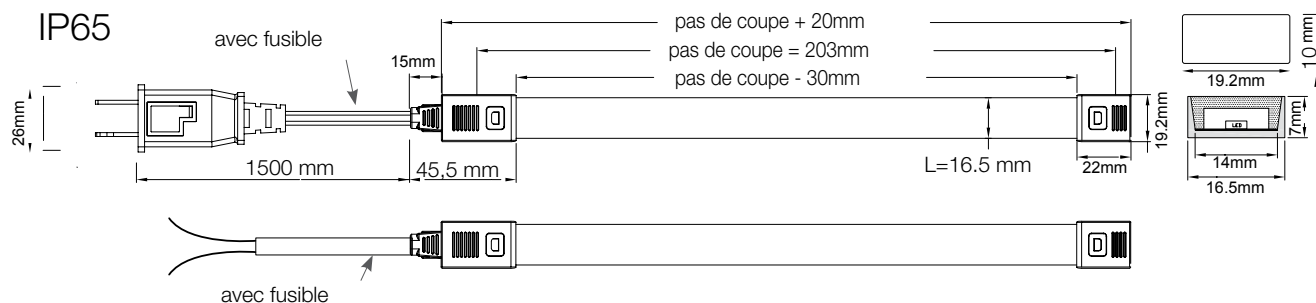 IP65
avec fusible
15mm
pas de coupe + 20mm
pas de coupe = 203mm
pas de coupe - 30mm
10 mm
19.2mm
26mm
19.2mm
LED
7mm
1500 mm
45,5 mm
L=16.5 mm
22mm
14mm
16.5mm
avec fusible